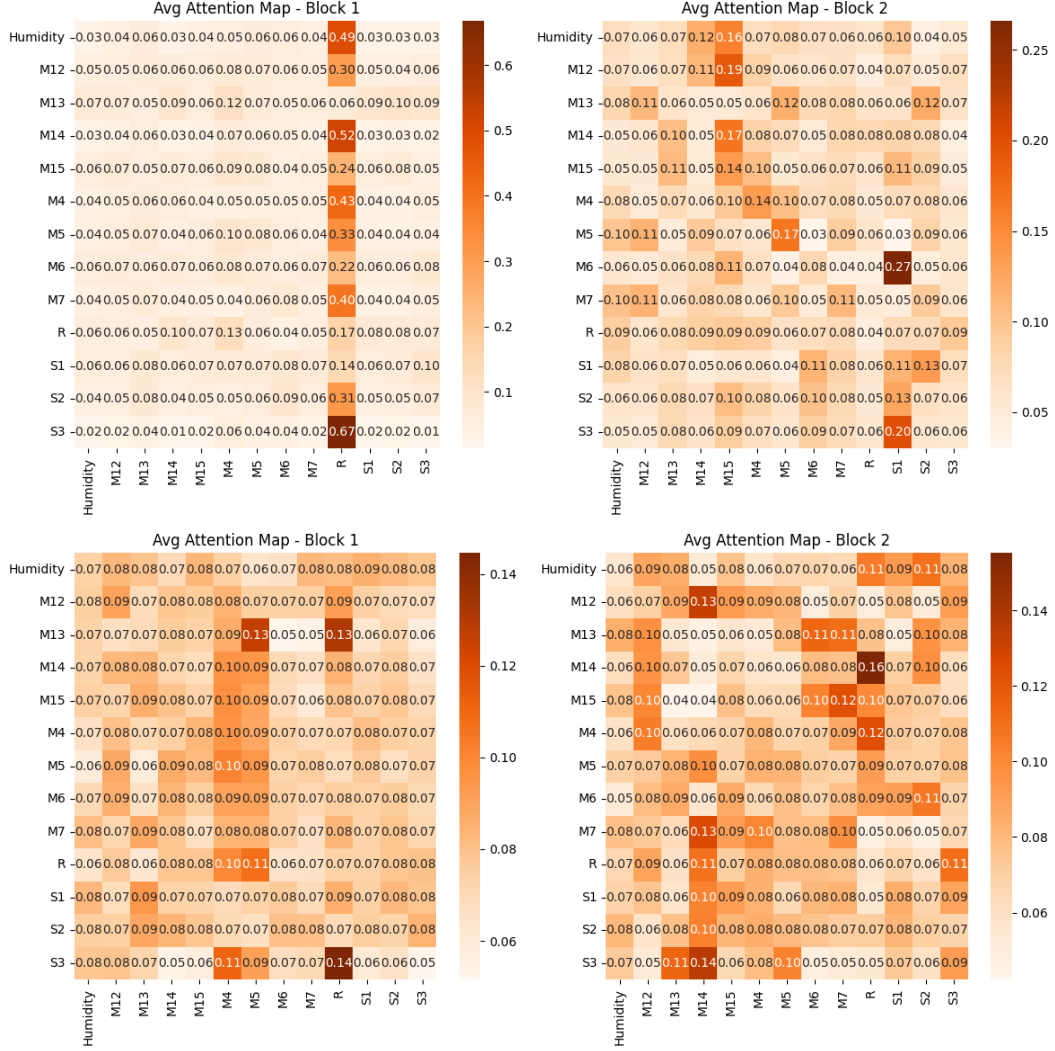 Avg Attention Map - Block 1
Humidity 0.03 0.04 0.06 0.03 0.04 0.05 0.06 0.06 0.04 0.49 0.03 0.03 0.03
M12 0.05 0.05 0.06 0.06 0.06 0.08 0.07 0.06 0.06 0.30 0.05 0.04 0.06
M13 0.07 0.07 0.05 0.09 0.06 0.12 0.07 0.05 0.06 0.06 0.09 0.10 0.09
M14 0.03 0.04 0.06 0.03 0.04 0.07 0.06 0.05 0.04 0.52 0.03 0.03 0.02
M15 0.06 0.05 0.07 0.06 0.06 0.09 0.08 0.06 0.04 0.24 0.06 0.08 0.05
M4 0.04 0.05 0.06 0.04 0.05 0.05 0.05 0.05 0.05 0.43 0.04 0.04 0.05
M5 0.04 0.05 0.04 0.06 0.06 0.10 0.08 0.06 0.05 0.33 0.04 0.04 0.04
M6 0.06 0.07 0.06 0.07 0.06 0.08 0.07 0.07 0.06 0.22 0.06 0.06 0.08
M7 0.04 0.05 0.07 0.04 0.05 0.04 0.06 0.08 0.05 0.40 0.04 0.04 0.05
R 0.06 0.06 0.05 0.10 0.07 0.13 0.06 0.04 0.05 0.17 0.08 0.08 0.07
S1 0.06 0.06 0.08 0.06 0.07 0.07 0.07 0.08 0.07 0.14 0.06 0.07 0.10
S2 0.04 0.05 0.08 0.04 0.05 0.05 0.06 0.09 0.06 0.31 0.05 0.05 0.07
S3 0.02 0.02 0.04 0.01 0.02 0.06 0.04 0.04 0.02 0.67 0.02 0.02 0.01
Humidity M12 M13 M14 M15 M4 M5 M6 M7 R S1 S2 S3
0.6
0.5
0.4
0.3
0.2
0.1
Avg Attention Map - Block 2
Humidity 0.07 0.06 0.07 0.12 0.16 0.07 0.08 0.07 0.06 0.06 0.10 0.04 0.05
M12 0.07 0.06 0.07 0.11 0.19 0.09 0.06 0.06 0.07 0.04 0.07 0.05 0.07
M13 0.08 0.11 0.06 0.05 0.05 0.06 0.12 0.08 0.08 0.06 0.06 0.12 0.07
M14 0.05 0.06 0.10 0.06 0.17 0.08 0.07 0.05 0.08 0.08 0.08 0.08 0.04
M15 0.05 0.05 0.11 0.05 0.14 0.10 0.05 0.06 0.07 0.06 0.11 0.09 0.05
M4 0.08 0.05 0.07 0.06 0.10 0.14 0.10 0.05 0.08 0.05 0.07 0.08 0.06
M5 0.10 0.11 0.05 0.09 0.07 0.06 0.17 0.03 0.09 0.06 0.03 0.09 0.06
M6 0.06 0.05 0.07 0.06 0.11 0.07 0.04 0.08 0.04 0.04 0.27 0.05 0.06
M7 0.10 0.11 0.06 0.08 0.08 0.06 0.10 0.05 0.11 0.05 0.05 0.09 0.06
R 0.09 0.06 0.08 0.09 0.09 0.09 0.06 0.07 0.08 0.04 0.07 0.07 0.09
S1 0.08 0.06 0.07 0.05 0.06 0.06 0.04 0.11 0.06 0.06 0.11 0.13 0.07
S2 0.06 0.06 0.08 0.07 0.10 0.08 0.06 0.10 0.08 0.05 0.13 0.07 0.06
S3 0.05 0.05 0.08 0.06 0.09 0.07 0.06 0.09 0.07 0.06 0.20 0.06 0.06
Humidity M12 M13 M14 M15 M4 M5 M6 M7 R S1 S2 S3
0.25
0.20
0.15
0.10
0.05
Avg Attention Map - Block 1
Humidity 0.07 0.08 0.08 0.07 0.08 0.07 0.06 0.07 0.08 0.08 0.09 0.08 0.08
M12 0.08 0.09 0.07 0.08 0.08 0.08 0.07 0.07 0.07 0.09 0.07 0.07 0.07
M13 0.07 0.07 0.07 0.08 0.07 0.09 0.13 0.05 0.05 0.13 0.06 0.07 0.06
M14 0.07 0.08 0.08 0.07 0.07 0.10 0.09 0.07 0.07 0.08 0.07 0.07 0.07
M15 0.07 0.07 0.09 0.08 0.07 0.10 0.09 0.07 0.06 0.08 0.07 0.08 0.07
M4 0.07 0.08 0.07 0.07 0.08 0.10 0.09 0.07 0.07 0.07 0.08 0.07 0.08
M5 0.06 0.09 0.06 0.09 0.08 0.10 0.09 0.07 0.08 0.07 0.08 0.07 0.07
M6 0.07 0.09 0.07 0.08 0.08 0.09 0.09 0.07 0.07 0.08 0.07 0.08 0.07
M7 0.08 0.07 0.09 0.07 0.07 0.08 0.08 0.07 0.07 0.08 0.07 0.08 0.07
R 0.06 0.08 0.06 0.08 0.08 0.10 0.11 0.06 0.07 0.07 0.07 0.08 0.08
S1 0.08 0.07 0.09 0.07 0.07 0.07 0.07 0.08 0.07 0.09 0.07 0.08 0.08
S2 0.08 0.07 0.09 0.08 0.07 0.07 0.07 0.08 0.07 0.08 0.07 0.07 0.08
S3 0.08 0.08 0.07 0.05 0.06 0.11 0.09 0.07 0.07 0.14 0.06 0.06 0.05
Humidity M12 M13 M14 M15 M4 M5 M6 M7 R S1 S2 S3
0.14
0.12
0.10
0.08
0.06
Avg Attention Map - Block 2
Humidity 0.06 0.09 0.08 0.05 0.08 0.06 0.07 0.07 0.06 0.11 0.09 0.11 0.08
M12 0.06 0.07 0.09 0.13 0.09 0.09 0.08 0.05 0.07 0.05 0.08 0.05 0.09
M13 0.08 0.10 0.05 0.05 0.07 0.05 0.06 0.11 0.11 0.08 0.05 0.10 0.08
M14 0.06 0.10 0.07 0.05 0.07 0.06 0.06 0.08 0.08 0.16 0.07 0.10 0.06
M15 0.08 0.10 0.04 0.04 0.08 0.06 0.06 0.10 0.12 0.10 0.07 0.07 0.06
M4 0.06 0.10 0.06 0.06 0.07 0.08 0.07 0.08 0.09 0.12 0.06 0.07 0.09
M5 0.07 0.07 0.08 0.10 0.08 0.07 0.08 0.07 0.06 0.09 0.07 0.07 0.08
M6 0.05 0.08 0.09 0.06 0.09 0.07 0.08 0.06 0.08 0.09 0.09 0.11 0.06
M7 0.08 0.07 0.06 0.13 0.09 0.10 0.08 0.08 0.10 0.05 0.06 0.05 0.07
R 0.07 0.09 0.06 0.11 0.07 0.08 0.08 0.08 0.08 0.06 0.07 0.06 0.11
S1 0.08 0.08 0.06 0.10 0.09 0.08 0.09 0.08 0.08 0.05 0.08 0.06 0.08
S2 0.08 0.06 0.08 0.10 0.08 0.08 0.08 0.08 0.07 0.07 0.07 0.06 0.08
S3 0.07 0.05 0.11 0.14 0.06 0.08 0.10 0.05 0.05 0.05 0.07 0.06 0.09
Humidity M12 M13 M14 M15 M4 M5 M6 M7 R S1 S2 S3
0.14
0.12
0.10
0.08
0.06